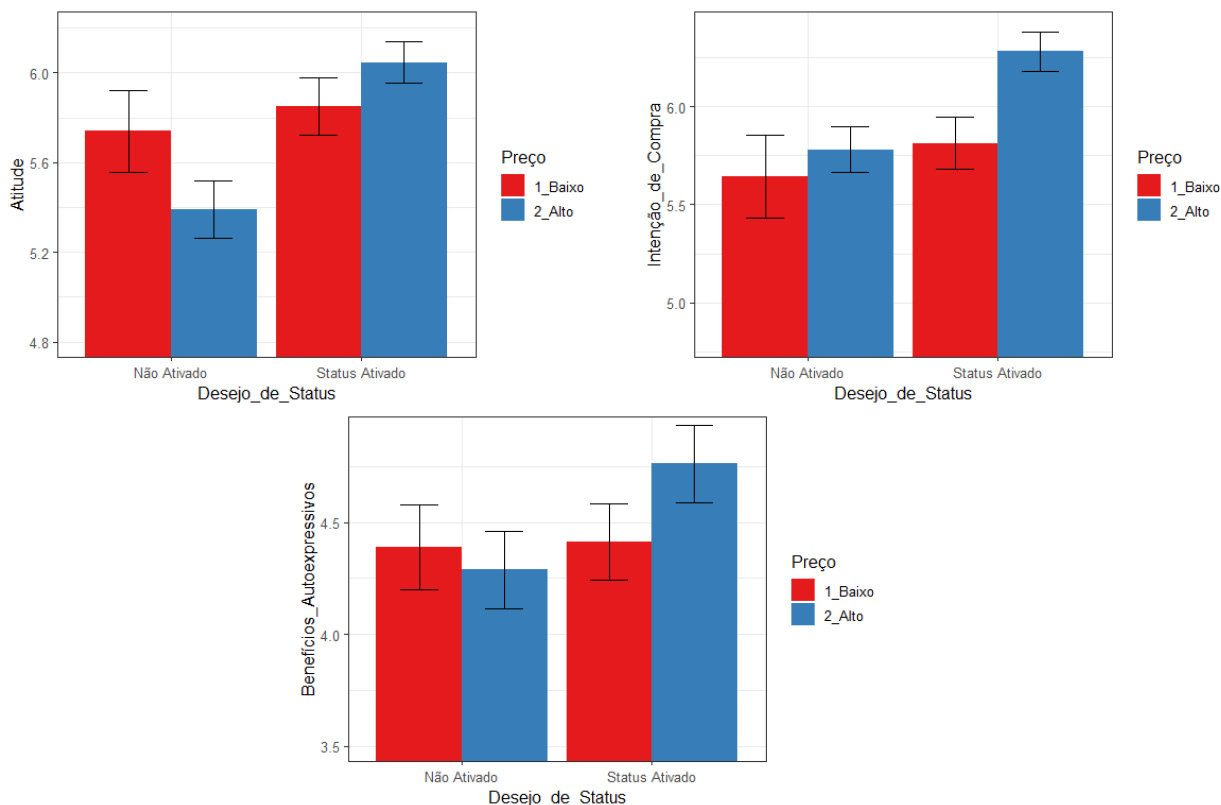 Atitude
6.0
5.6
5.2
4.8
Não Ativado
Status Ativado
Desejo_de_Status
Preço
1_Baixo
2_Alto
Intenção_de_Compra
6.0
5.5
5.0
Não Ativado
Status Ativado
Desejo_de_Status
Preço
1_Baixo
2_Alto
Benefícios_Autoexpressivos
4.5
4.0
3.5
Não Ativado
Status Ativado
Desejo_de_Status
Preço
1_Baixo
2_Alto